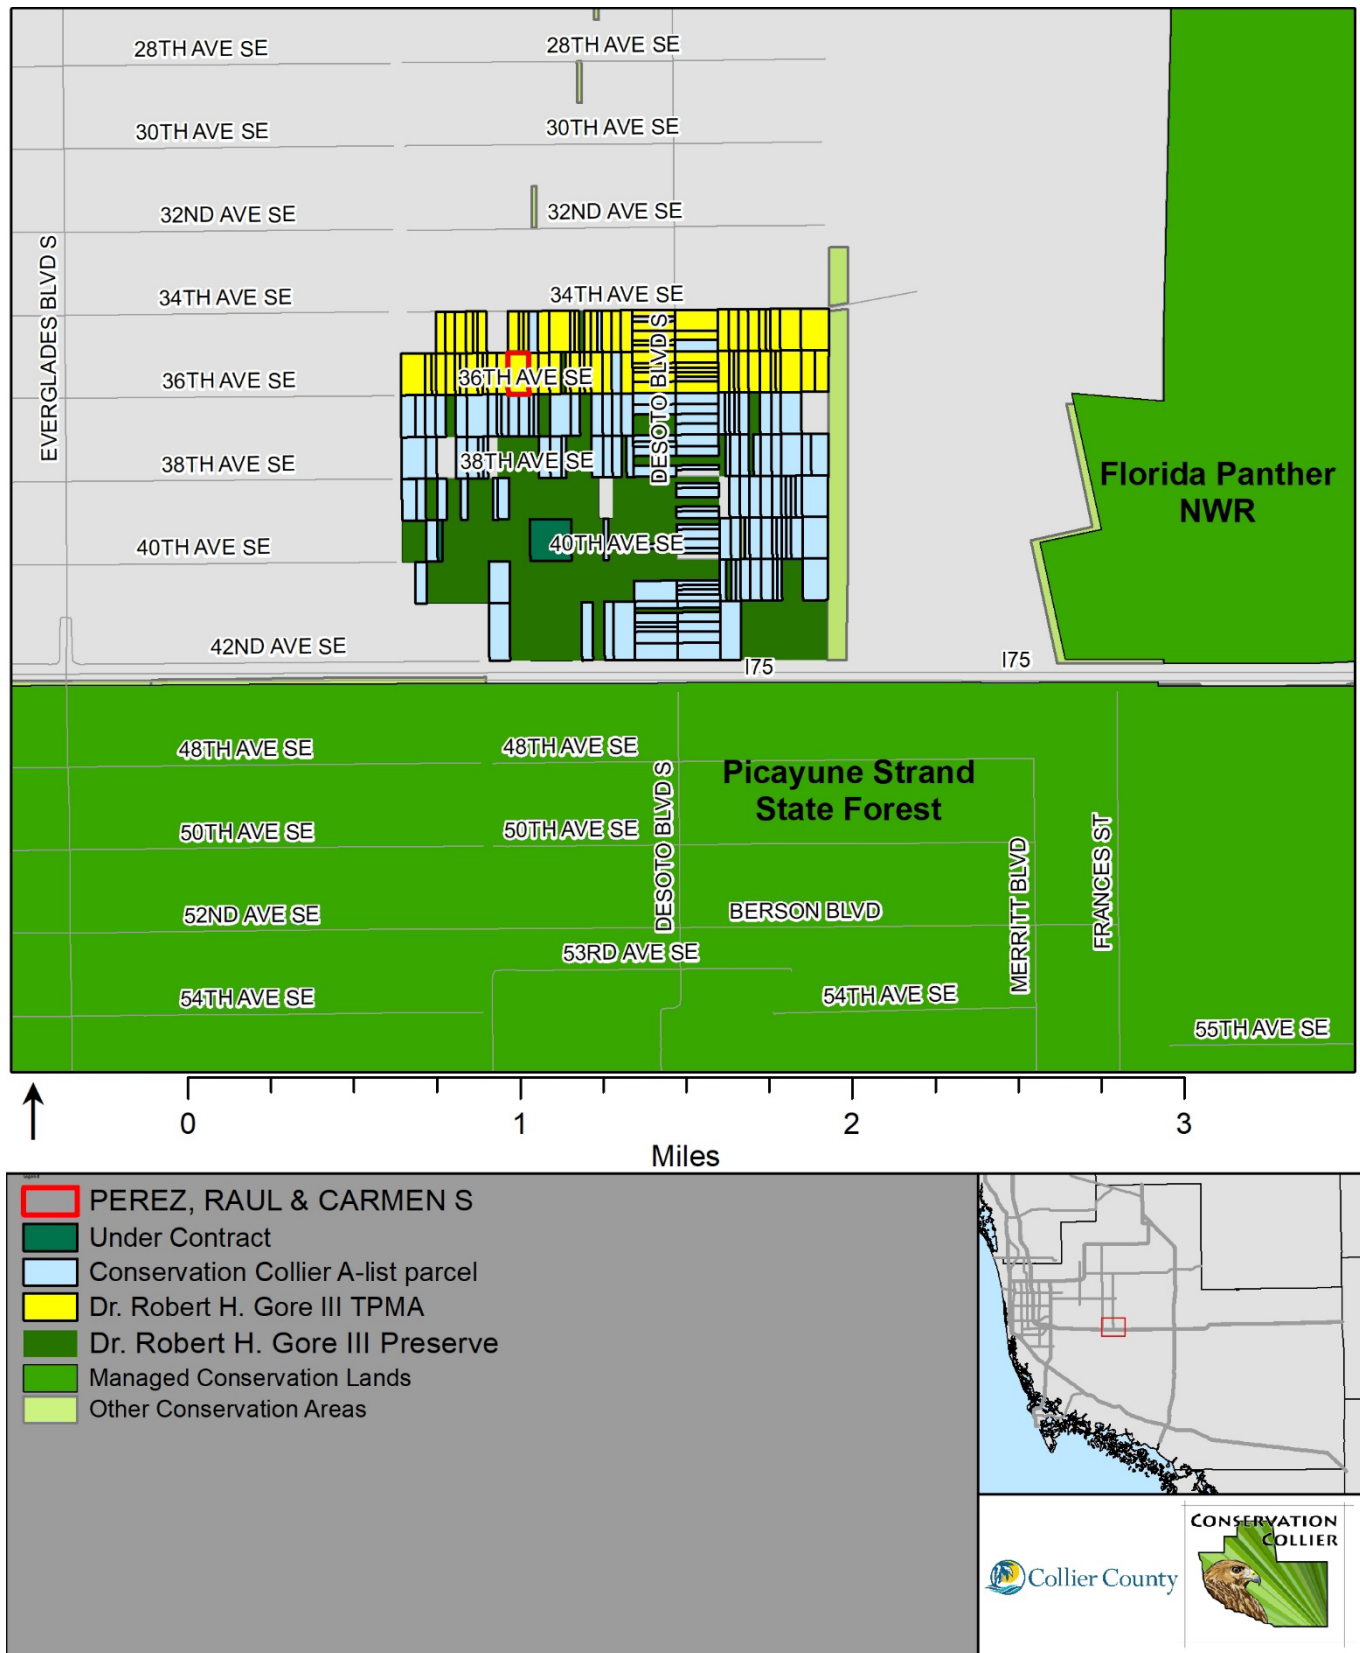 28TH AVE SE
28TH AVE SE
30TH AVE SE
30TH AVE SE
32ND AVE SE
32ND AVE SE
EVERGLADES BLVD S
34TH AVE SE
34TH AVE SE
DESOTO BLVD S
36TH AVE SE
36TH AVE SE
38TH AVE SE
38TH AVE SE
Florida Panther
NWR
40TH AVE SE
40TH AVE SE
42ND AVE SE
I75
I75
48TH AVE SE
48TH AVE SE
DESOTO BLVD S
Picayune Strand
State Forest
50TH AVE SE
50TH AVE SE
MERRITT BLVD
FRANCES ST
52ND AVE SE
BERSON BLVD
53RD AVE SE
54TH AVE SE
54TH AVE SE
55TH AVE SE
0
1
2
3
Miles
PEREZ, RAUL & CARMEN S
Under Contract
Conservation Collier A-list parcel
Dr. Robert H. Gore III TPMA
Dr. Robert H. Gore III Preserve
Managed Conservation Lands
Other Conservation Areas
Collier County
CONSERVATION
COLLIER